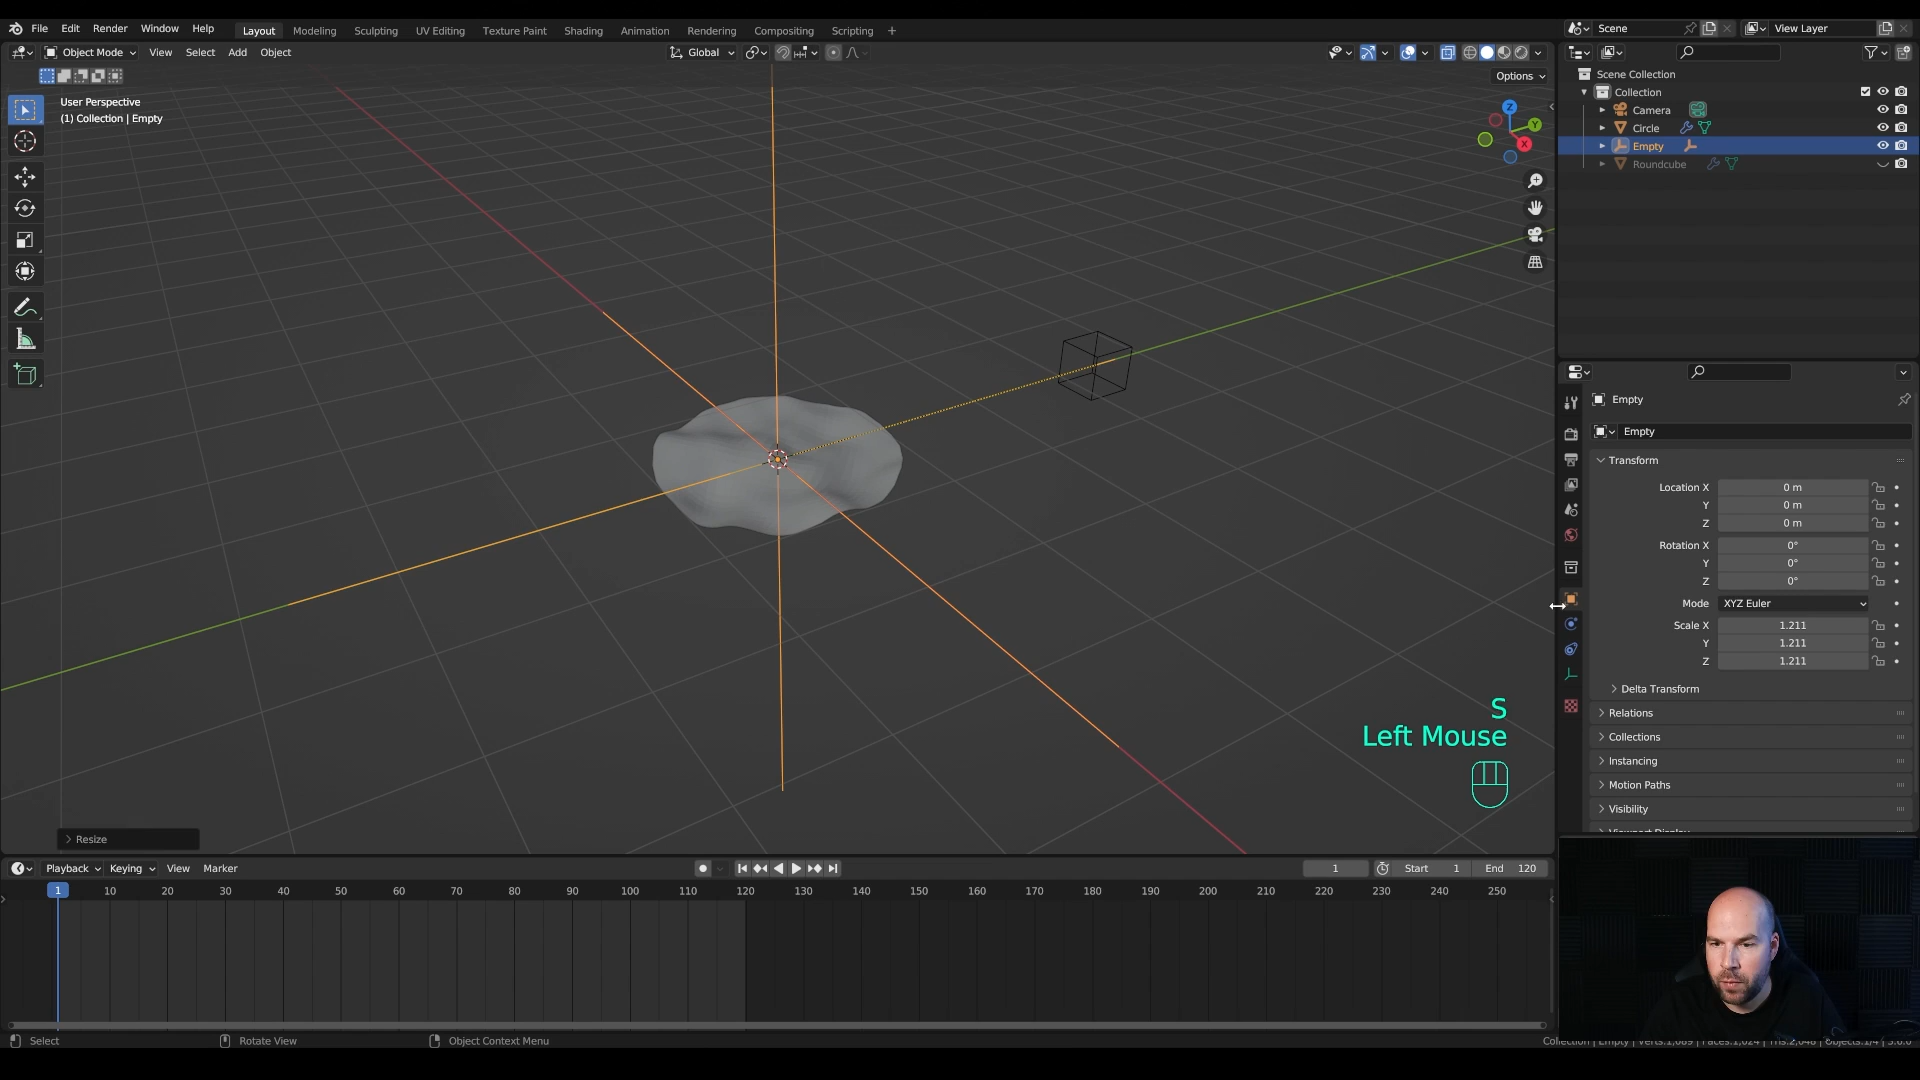 File Edit Render Window Help Layout Modeling Sculpting UV Editing Texture Paint Shading Animation Rendering Compositing Scripting + Scene View Layer
Object Mode View Select Add Object Global
Options
User Perspective
(1) Collection | Empty
Z
Y
X
Scene Collection
Collection
Camera
Circle
Empty
Roundcube
Empty
Empty
Transform
Location X 0 m
Y 0 m
Z 0 m
Rotation X 0°
Y 0°
Z 0°
Mode XYZ Euler
Scale X 1.211
Y 1.211
Z 1.211
Delta Transform
Relations
Collections
Instancing
Motion Paths
Visibility
S
Left Mouse
Resize
Playback Keying View Marker 1 Start 1 End 120
1 10 20 30 40 50 60 70 80 90 100 110 120 130 140 150 160 170 180 190 200 210 220 230 240 250
Select Rotate View Object Context Menu